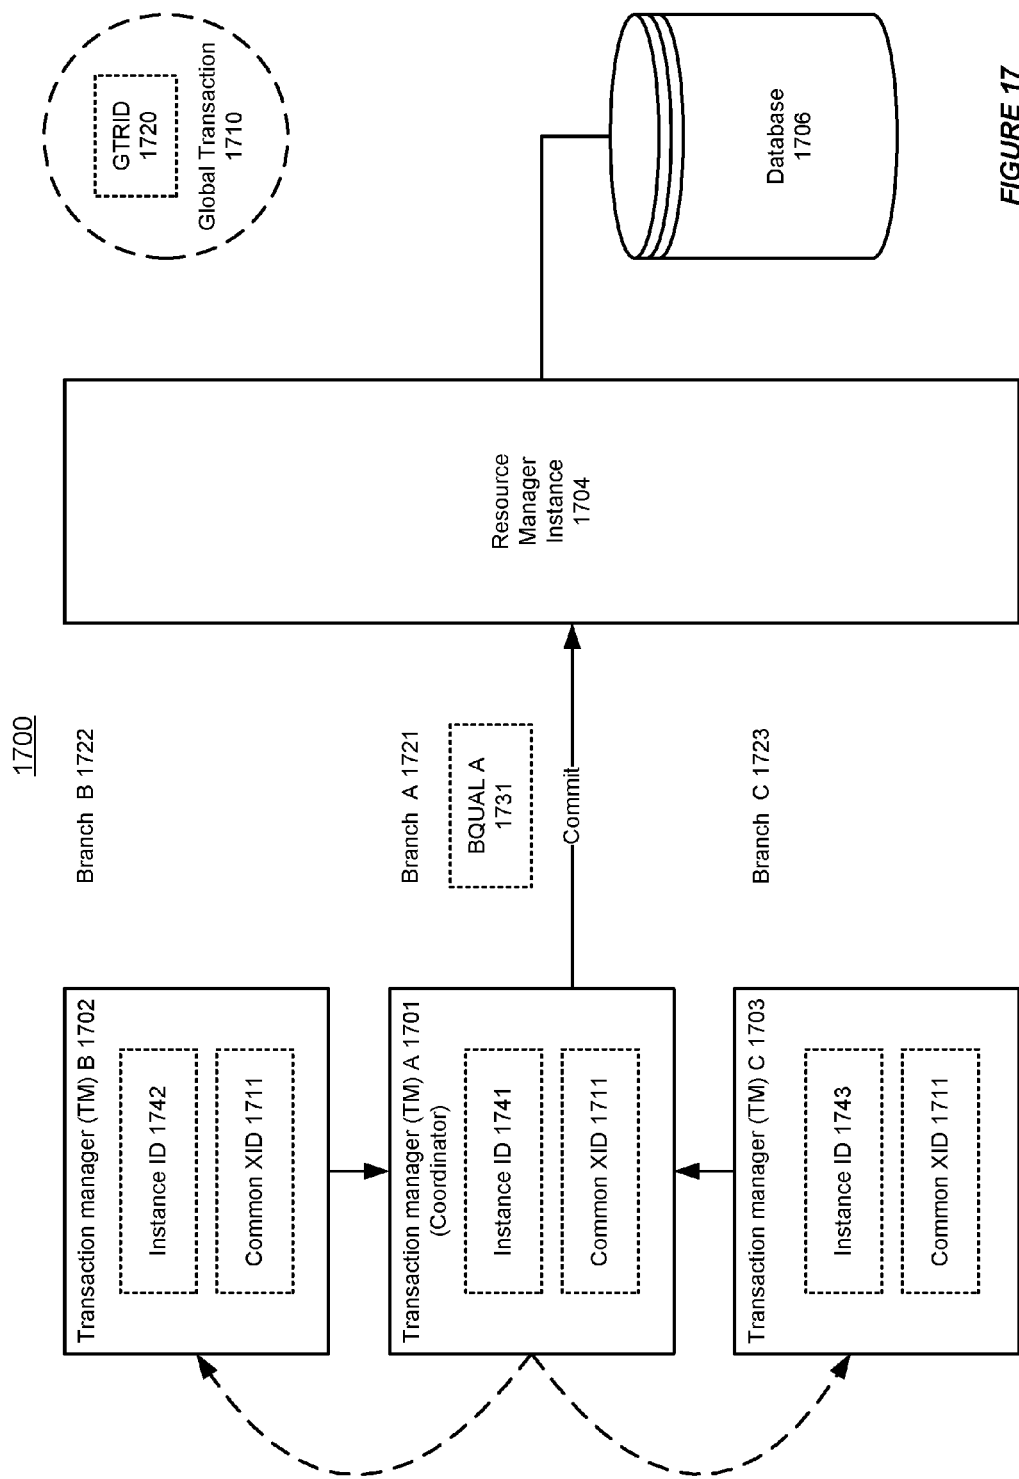 1700
Transaction manager (TM) B 1702
Instance ID 1742
Common XID 1711
Branch B 1722
GTRID
1720
Global Transaction
1710
Transaction manager (TM) A 1701
(Coordinator)
Instance ID 1741
Common XID 1711
Branch A 1721
BQUAL A
1731
Commit
Resource
Manager
Instance
1704
Transaction manager (TM) C 1703
Instance ID 1743
Common XID 1711
Branch C 1723
Database
1706
FIGURE 17